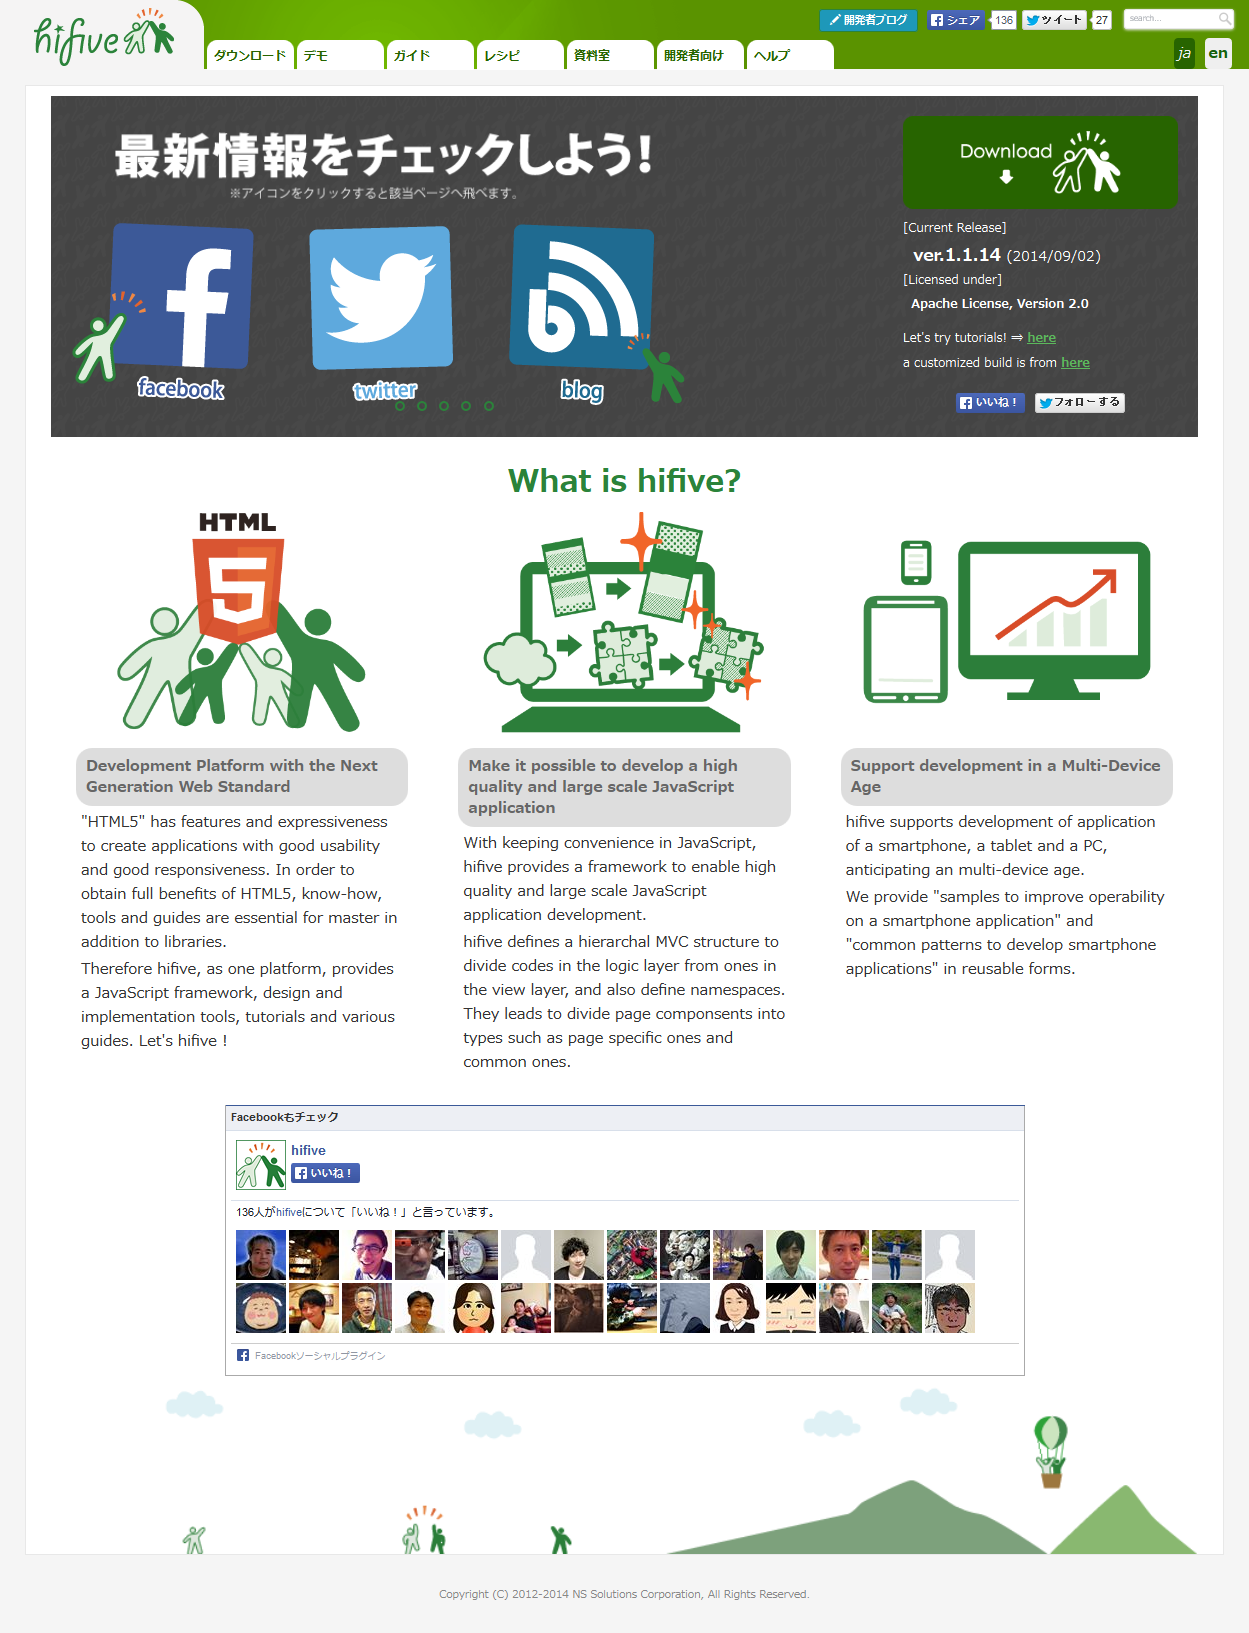 hifive
開発者ブログ
シェア
136
ツイート
27
search...
ダウンロード
デモ
ガイド
レシピ
資料室
開発者向け
ヘルプ
ja
en
最新情報をチェックしよう!
※アイコンをクリックすると該当ページへ飛べます。
facebook
twitter
blog
Download
[Current Release]
ver.1.1.14 (2014/09/02)
[Licensed under]
Apache License, Version 2.0
Let's try tutorials! ⇒ here
a customized build is from here
いいね！
フォローする
What is hifive?
HTML
5
Development Platform with the Next
Generation Web Standard
"HTML5" has features and expressiveness
to create applications with good usability
and good responsiveness. In order to
obtain full benefits of HTML5, know-how,
tools and guides are essential for master in
addition to libraries.
Therefore hifive, as one platform, provides
a JavaScript framework, design and
implementation tools, tutorials and various
guides. Let's hifive !
Make it possible to develop a high
quality and large scale JavaScript
application
With keeping convenience in JavaScript,
hifive provides a framework to enable high
quality and large scale JavaScript
application development.
hifive defines a hierarchal MVC structure to
divide codes in the logic layer from ones in
the view layer, and also define namespaces.
They leads to divide page componsents into
types such as page specific ones and
common ones.
Support development in a Multi-Device
Age
hifive supports development of application
of a smartphone, a tablet and a PC,
anticipating an multi-device age.
We provide "samples to improve operability
on a smartphone application" and
"common patterns to develop smartphone
applications" in reusable forms.
Facebookもチェック
hifive
いいね！
136人がhifiveについて「いいね！」と言っています。
Facebookソーシャルプラグイン
Copyright (C) 2012-2014 NS Solutions Corporation, All Rights Reserved.